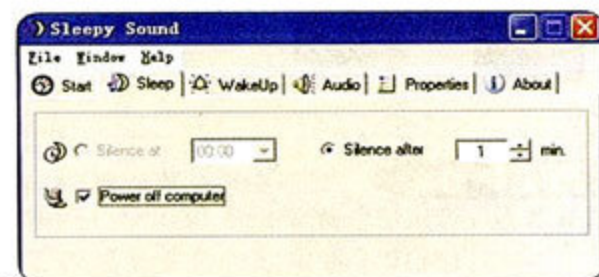 Sleepy Sound
File Window Help
Start Sleep WakeUp Audio Properties About
Silence at 00:00 Silence after 1 min.
Power off computer